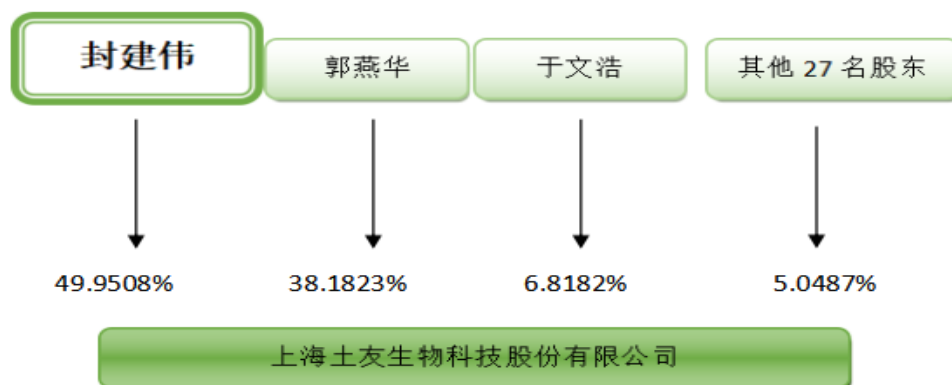 封建伟
郭燕华
于文浩
其他 27 名股东
49.9508%
38.1823%
6.8182%
5.0487%
上海土友生物科技股份有限公司